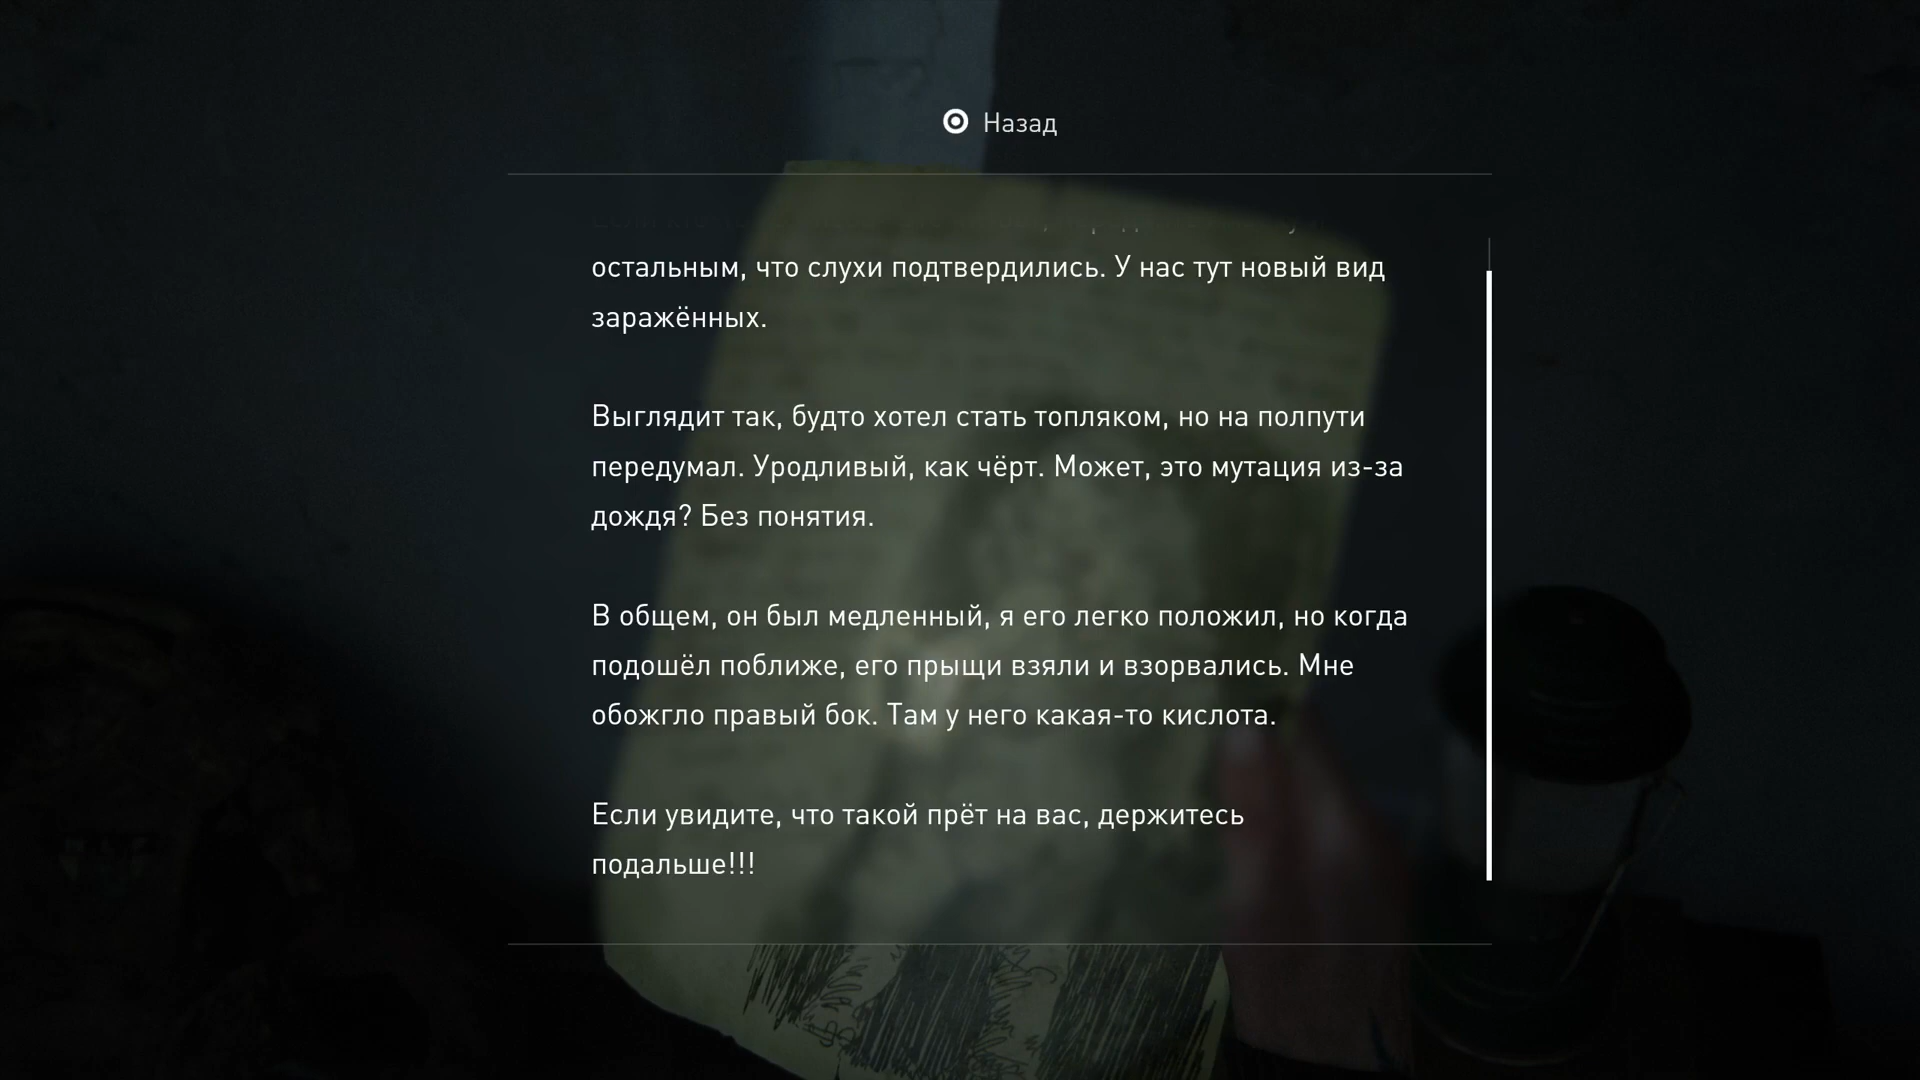 Назад
остальным, что слухи подтвердились. У нас тут новый вид
заражённых.
Выглядит так, будто хотел стать топляком, но на полпути
передумал. Уродливый, как чёрт. Может, это мутация из-за
дождя? Без понятия.
В общем, он был медленный, я его легко положил, но когда
подошёл поближе, его прыщи взяли и взорвались. Мне
обожгло правый бок. Там у него какая-то кислота.
Если увидите, что такой прёт на вас, держитесь
подальше!!!